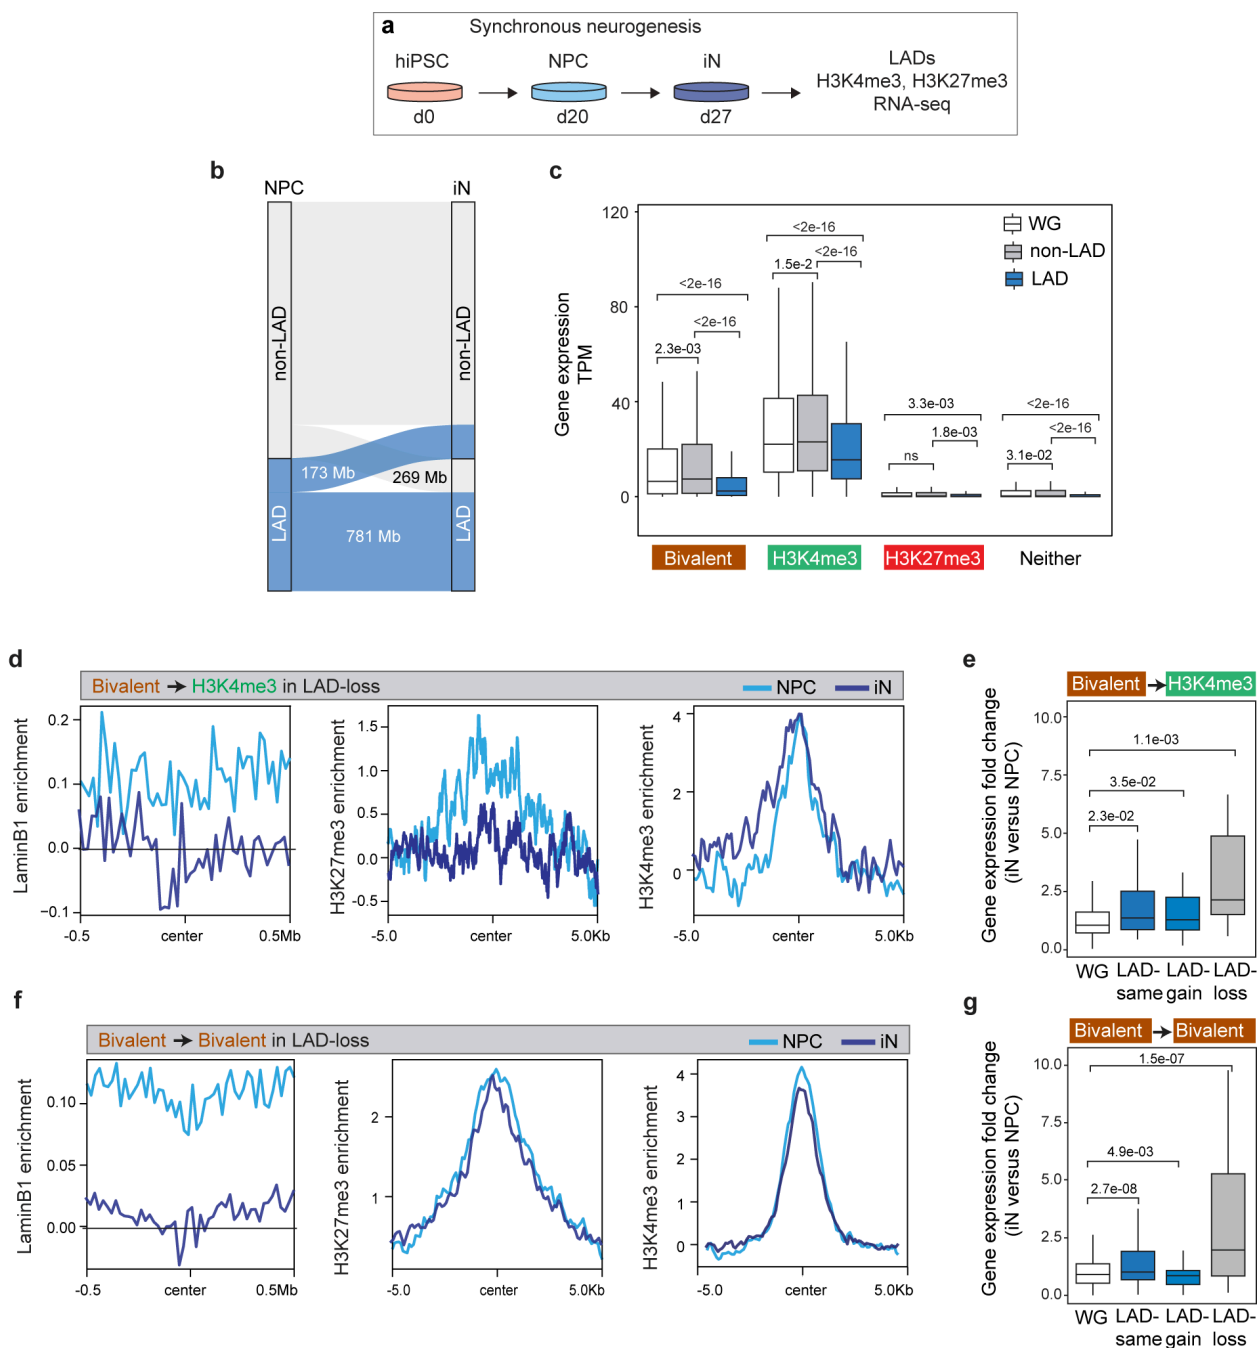 a
Synchronous neurogenesis
hiPSC
NPC
iN
d0
d20
d27
LADs
H3K4me3, H3K27me3
RNA-seq
b
NPC
iN
non-LAD
non-LAD
LAD
LAD
173 Mb
269 Mb
781 Mb
c
Gene expression
TPM
120
80
40
0
WG
non-LAD
LAD
<2e-16
<2e-16
2.3e-03
<2e-16
<2e-16
1.5e-2
3.3e-03
1.8e-03
ns
<2e-16
<2e-16
3.1e-02
Bivalent
H3K4me3
H3K27me3
Neither
d
Bivalent → H3K4me3 in LAD-loss
NPC
iN
LaminB1 enrichment
0.2
0.1
0.0
−0.1
-0.5
center
0.5Mb
H3K27me3 enrichment
1.5
1.0
0.5
0.0
-0.5
-5.0
center
5.0Kb
H3K4me3 enrichment
4
2
0
-5.0
center
5.0Kb
e
Bivalent → H3K4me3
Gene expression fold change
(iN versus NPC)
10.0
7.5
5.0
2.5
0.0
1.1e-03
3.5e-02
2.3e-02
WG
LAD-same
LAD-gain
LAD-loss
f
Bivalent → Bivalent in LAD-loss
NPC
iN
LaminB1 enrichment
0.10
0.05
0.00
-0.5
center
0.5Mb
H3K27me3 enrichment
2
1
-5.0
center
5.0Kb
H3K4me3 enrichment
4
3
4
1
0
-5.0
center
5.0Kb
g
Bivalent → Bivalent
Gene expression fold change
(iN versus NPC)
10.0
7.5
5.0
2.5
0.0
1.5e-07
4.9e-03
2.7e-08
WG
LAD-same
LAD-gain
LAD-loss